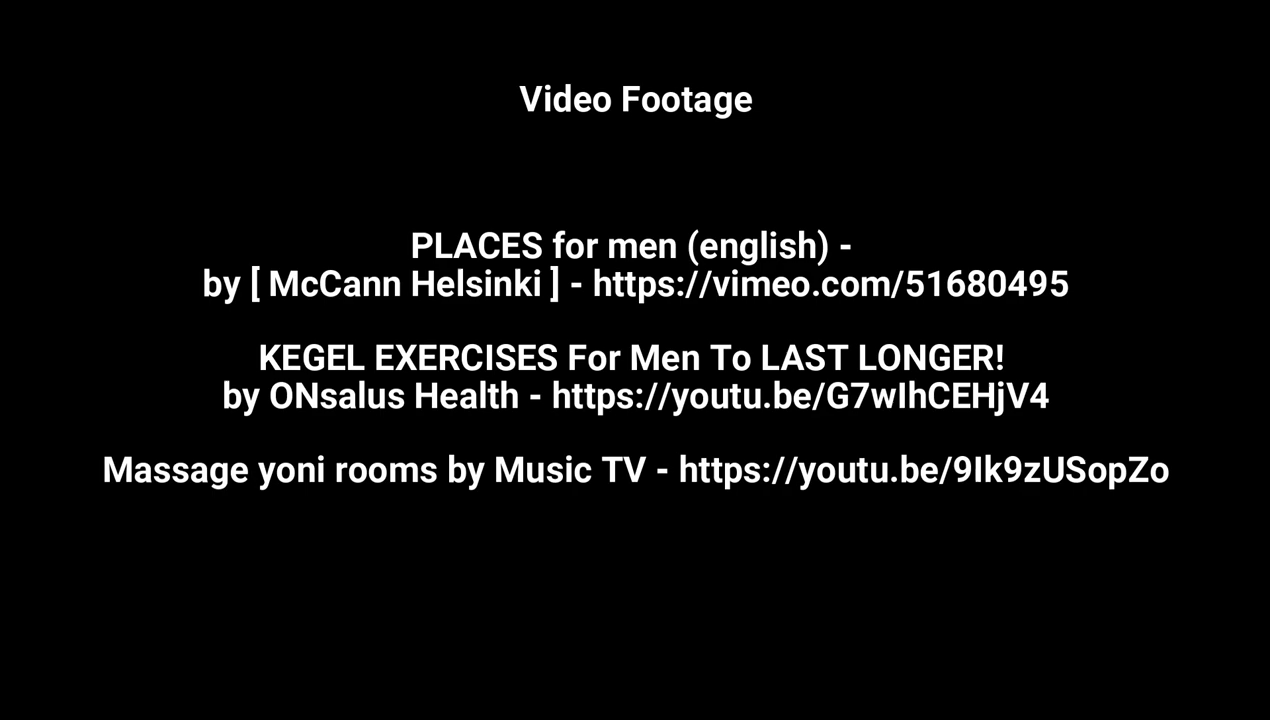 Video Footage
PLACES for men (english) -
by [ McCann Helsinki ] - https://vimeo.com/51680495
KEGEL EXERCISES For Men To LAST LONGER!
by ONsalus Health - https://youtu.be/G7wIhCEHjV4
Massage yoni rooms by Music TV - https://youtu.be/9Ik9zUSopZo